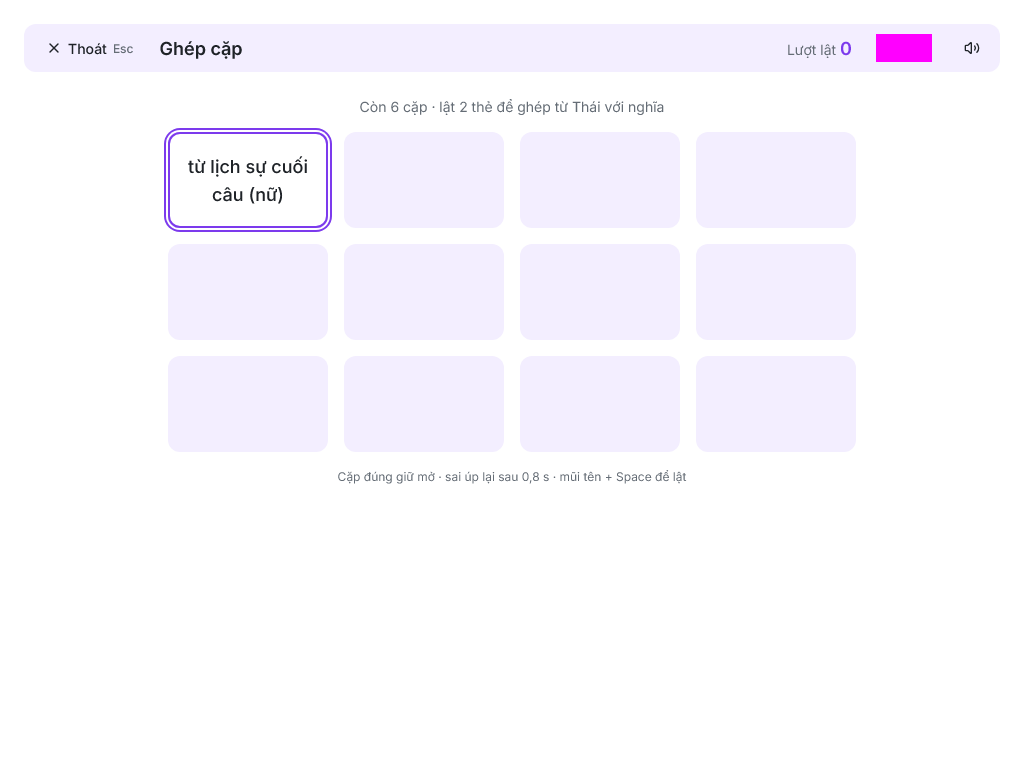 Thoát Esc Ghép cặp Lượt lật 0
Còn 6 cặp · lật 2 thẻ để ghép từ Thái với nghĩa
từ lịch sự cuối
câu (nữ)
Cặp đúng giữ mở · sai úp lại sau 0,8 s · mũi tên + Space để lật